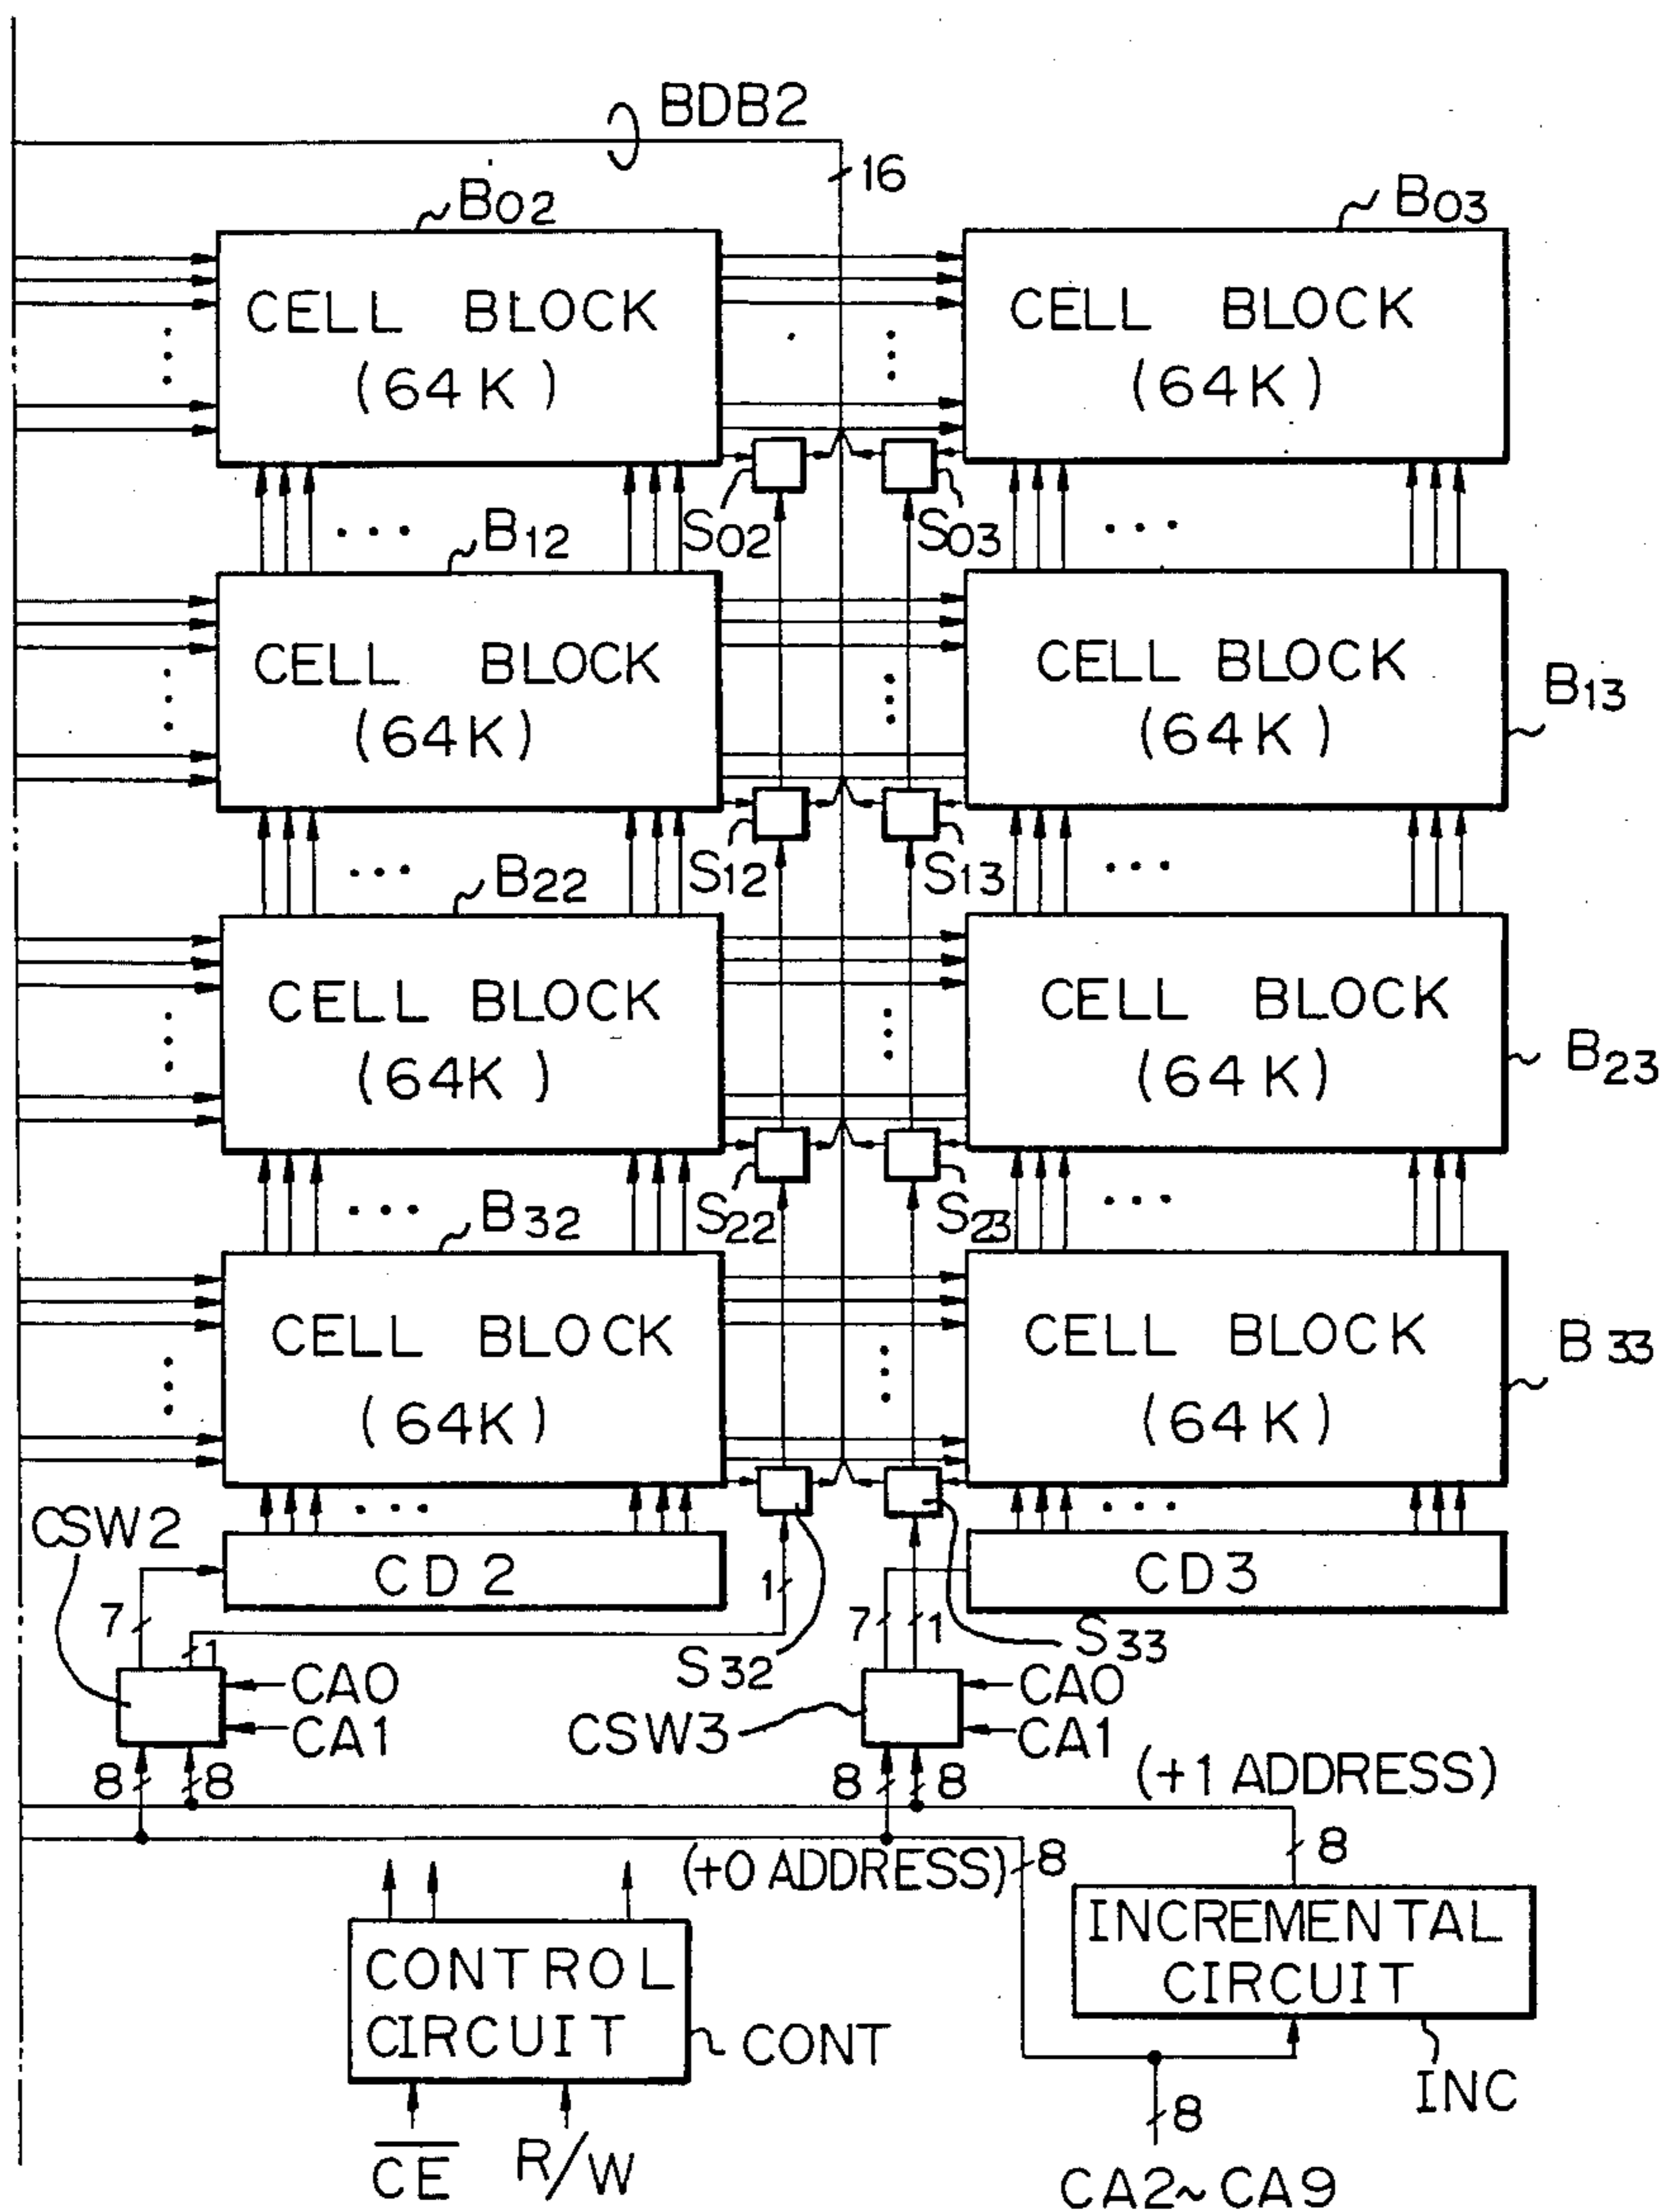 BDB2
16
B02
B03
CELL BLOCK
(64K)
CELL BLOCK
(64K)
S02
S03
B12
CELL BLOCK
(64K)
CELL BLOCK
(64K)
B13
S12
S13
B22
CELL BLOCK
(64K)
CELL BLOCK
(64K)
B23
S22
S23
B32
CELL BLOCK
(64K)
CELL BLOCK
(64K)
B33
CSW2
CD2
CD3
7
1
1
7
1
S32
S33
CA0
CA1
CSW3
CA0
CA1
8
8
8
8
(+1 ADDRESS)
(+0 ADDRESS)
8
8
CONTROL
CIRCUIT
CONT
INCREMENTAL
CIRCUIT
INC
8
C̅E̅
R/W
CA2~CA9